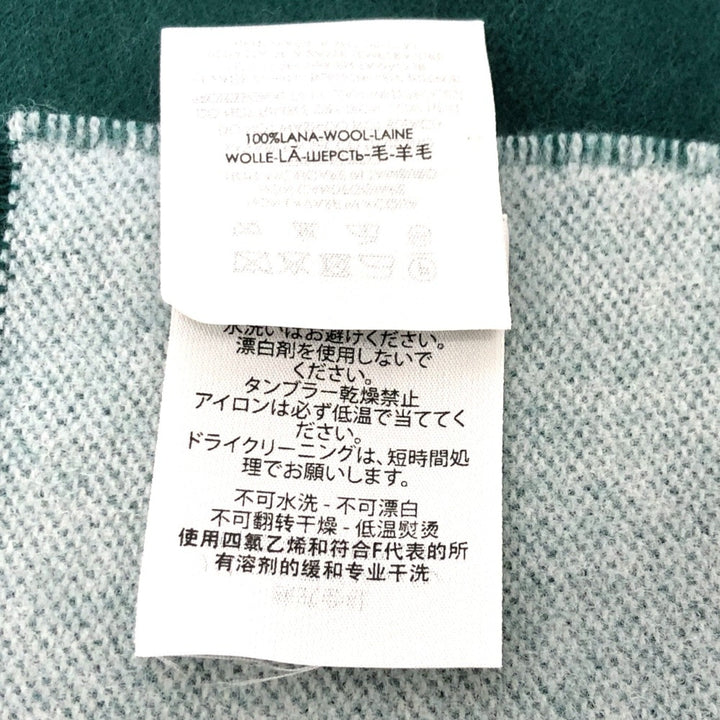 100%LANA-WOOL-LAINE
WOLLE-LÃ-ШЕРСТЬ-毛-羊毛
水洗いはお避けください。
漂白剤を使用しないで
ください。
タンブラー乾燥禁止
アイロンは必ず低温で当ててく
ださい。
ドライクリーニングは、短時間処
理でお願いします。
不可水洗 - 不可漂白
不可翻转干燥 - 低温熨烫
使用四氯乙烯和符合F代表的所
有溶剂的缓和专业干洗